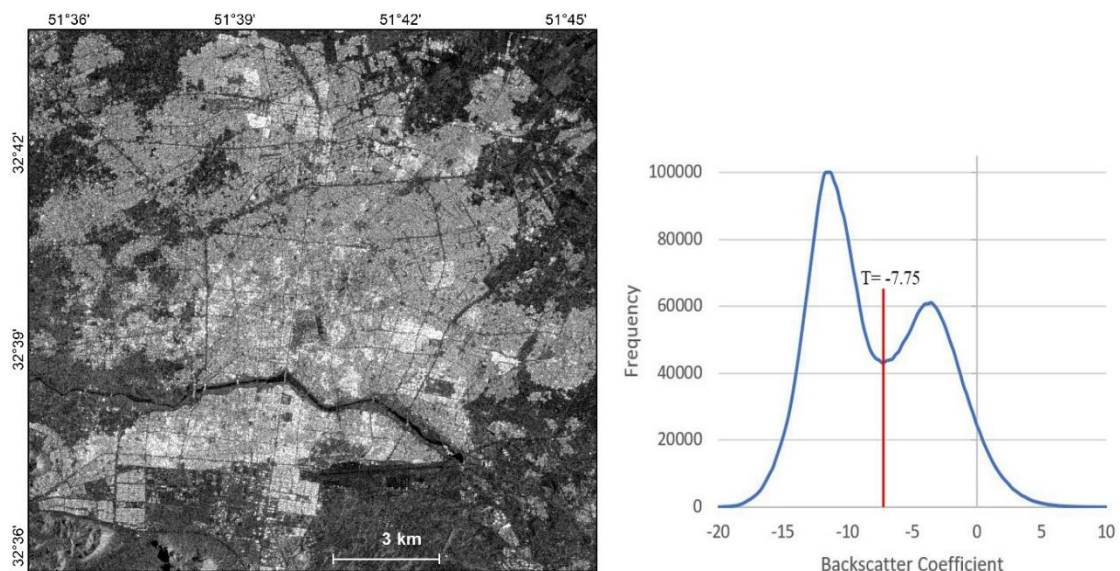 51°36' 51°39' 51°42' 51°45'
32°42'
32°39'
32°36'
3 km
100000
80000
60000
40000
20000
0
Frequency
T= -7.75
-20 -15 -10 -5 0 5 10
Backscatter Coefficient